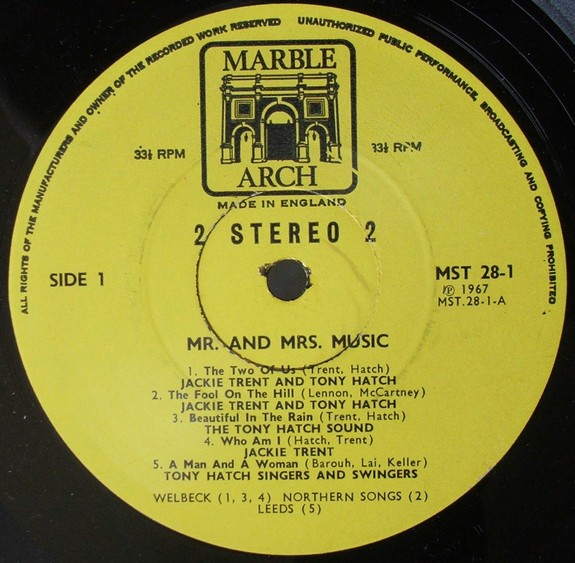 ALL RIGHTS OF THE MANUFACTURERS AND OWNER OF THE RECORDED WORK RESERVED UNAUTHORIZED PUBLIC PERFORMANCE, BROADCASTING AND COPYING PROHIBITED
MARBLE
ARCH
33⅓ RPM 33⅓ RPM
MADE IN ENGLAND
2 STEREO 2
SIDE 1
MST 28-1
℗ 1967
MST.28-1-A
MR. AND MRS. MUSIC
1. The Two Of Us (Trent, Hatch)
JACKIE TRENT AND TONY HATCH
2. The Fool On The Hill (Lennon, McCartney)
JACKIE TRENT AND TONY HATCH
3. Beautiful In The Rain (Trent, Hatch)
THE TONY HATCH SOUND
4. Who Am I (Hatch, Trent)
JACKIE TRENT
5. A Man And A Woman (Barouh, Lai, Keller)
TONY HATCH SINGERS AND SWINGERS
WELBECK (1, 3, 4) NORTHERN SONGS (2)
LEEDS (5)